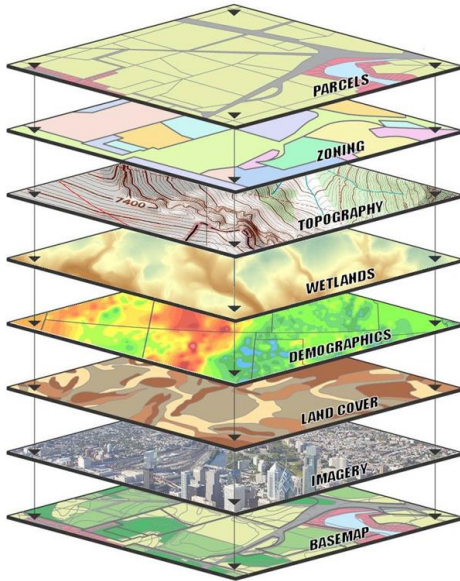 PARCELS
ZONING
7400
TOPOGRAPHY
WETLANDS
DEMOGRAPHICS
LAND COVER
IMAGERY
BASEMAP